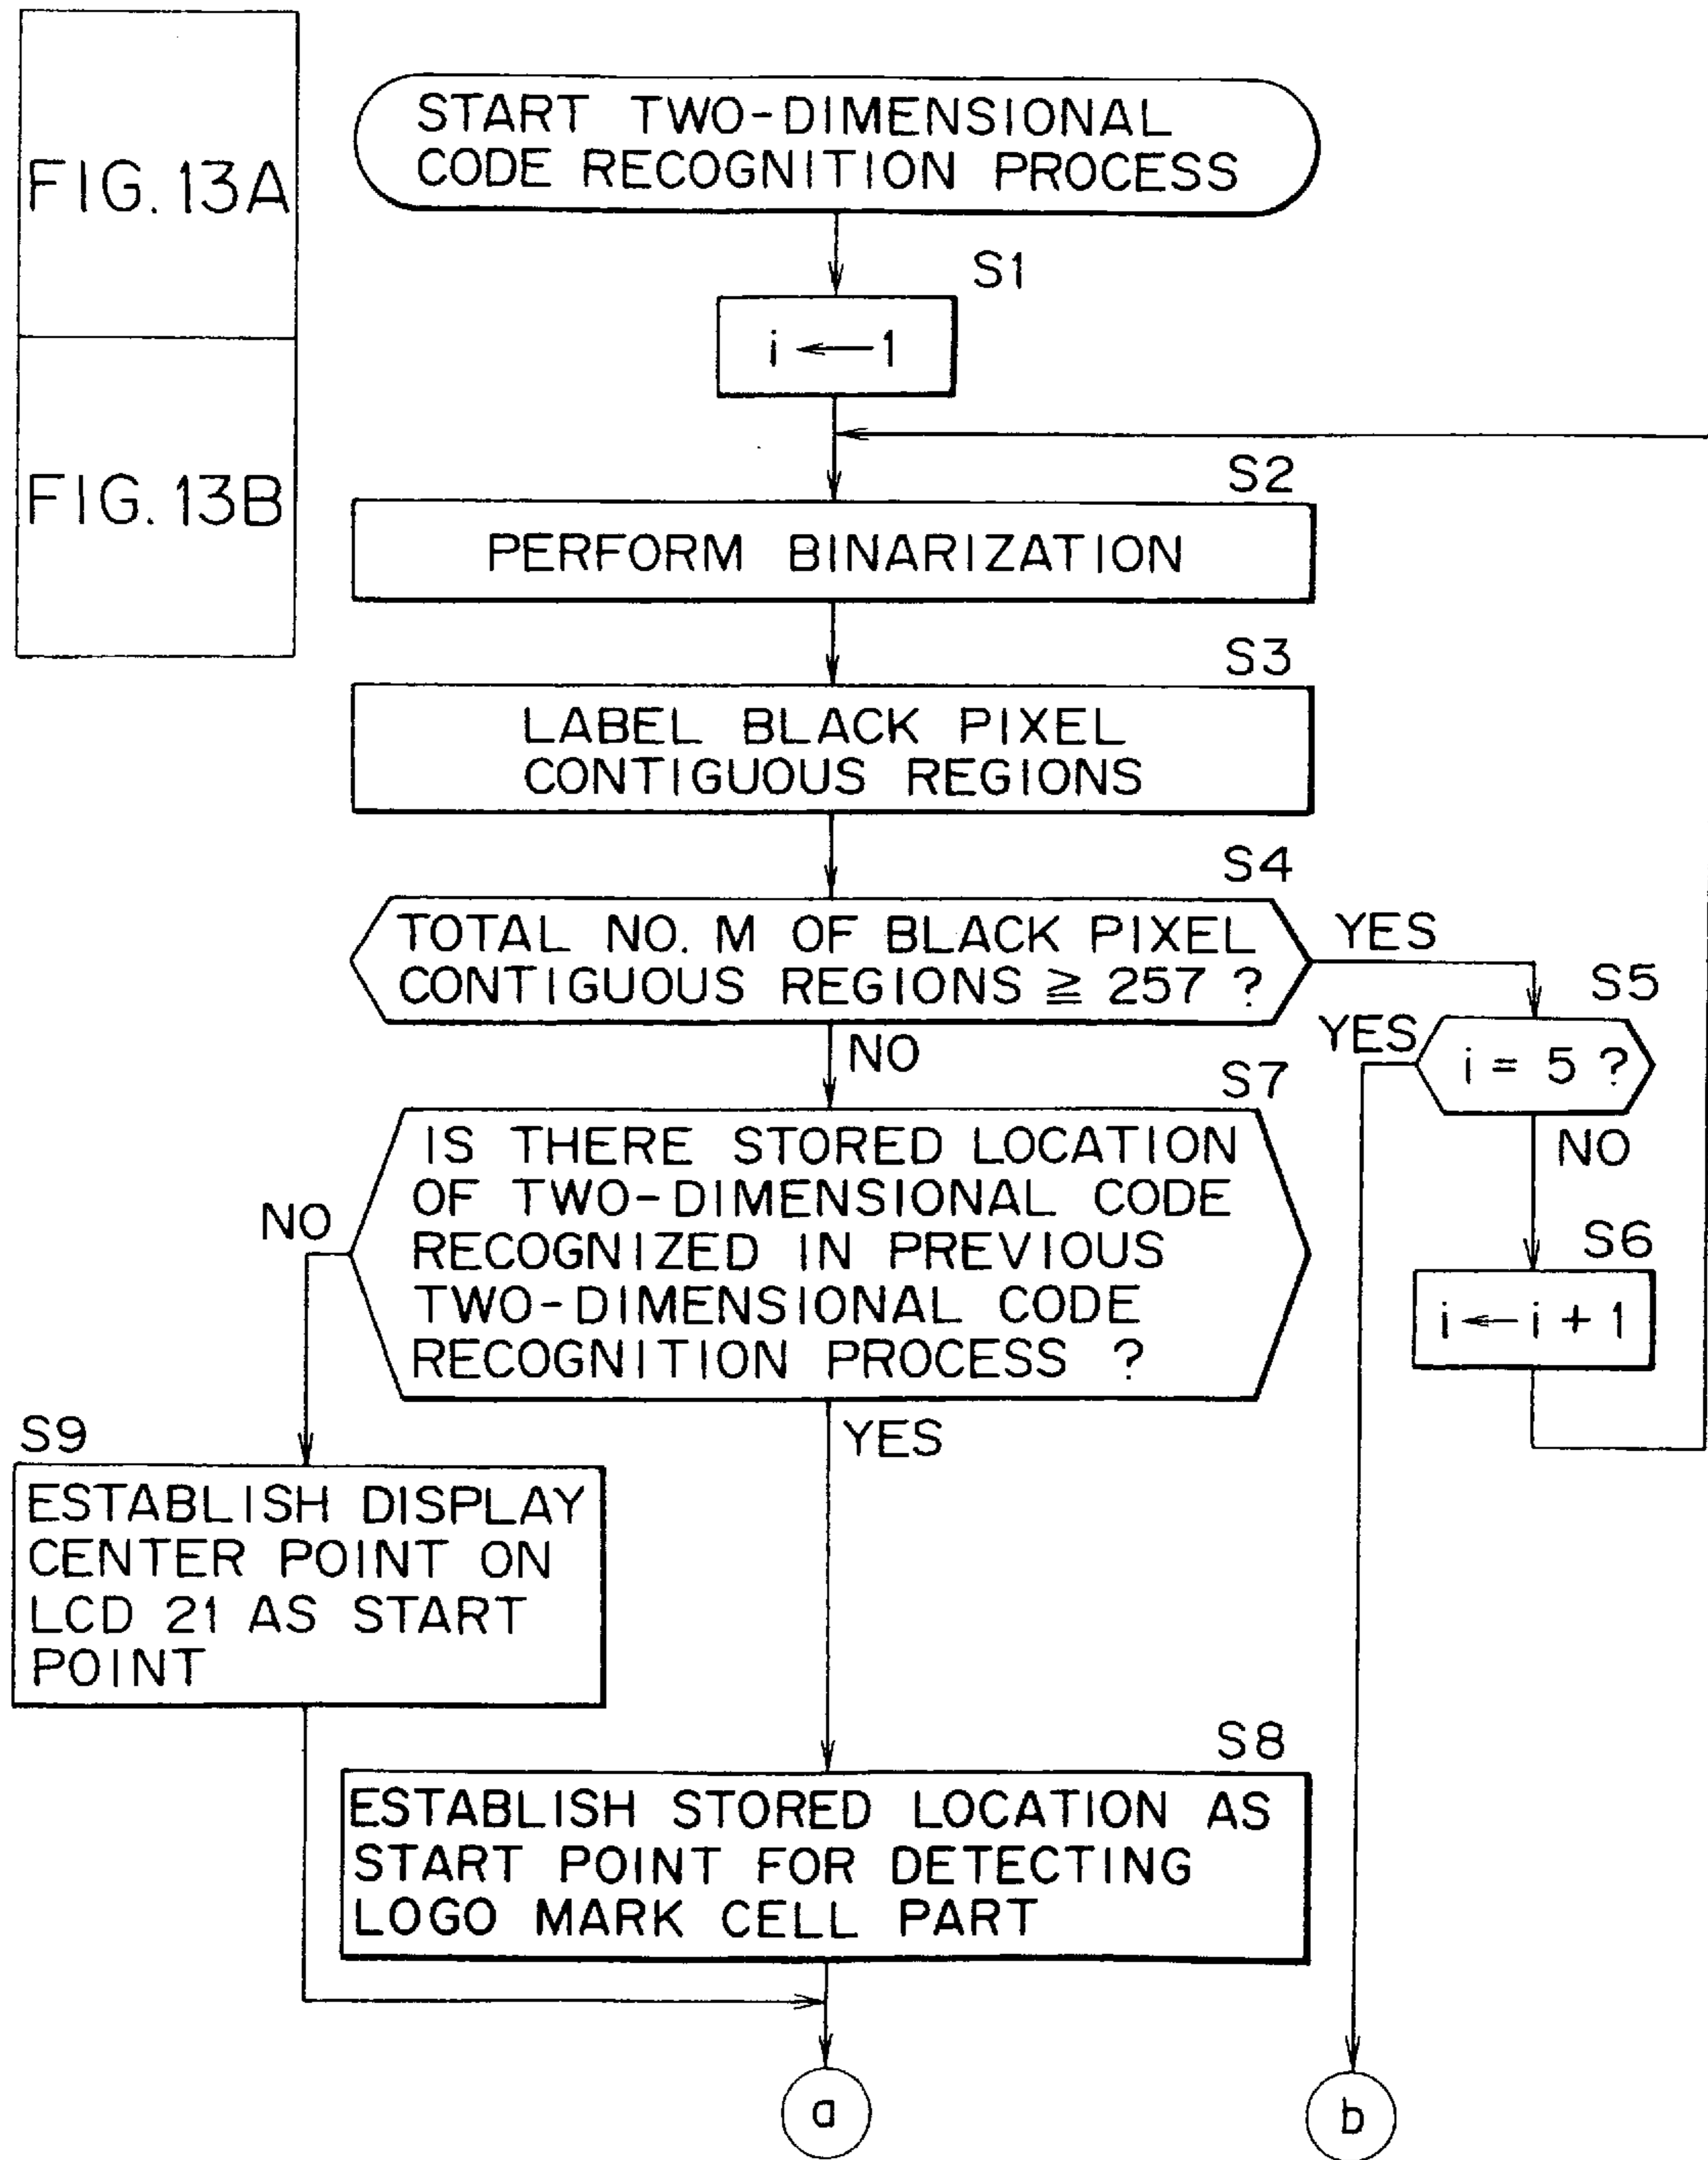 FIG. 13A
FIG. 13B
START TWO-DIMENSIONAL
CODE RECOGNITION PROCESS
S1
i ← 1
S2
PERFORM BINARIZATION
S3
LABEL BLACK PIXEL
CONTIGUOUS REGIONS
S4
TOTAL NO. M OF BLACK PIXEL
CONTIGUOUS REGIONS ≧ 257 ?
YES
NO
S5
i = 5 ?
YES
NO
S6
i ← i + 1
S7
IS THERE STORED LOCATION
OF TWO-DIMENSIONAL CODE
RECOGNIZED IN PREVIOUS
TWO-DIMENSIONAL CODE
RECOGNITION PROCESS ?
NO
YES
S9
ESTABLISH DISPLAY
CENTER POINT ON
LCD 21 AS START
POINT
S8
ESTABLISH STORED LOCATION AS
START POINT FOR DETECTING
LOGO MARK CELL PART
a
b